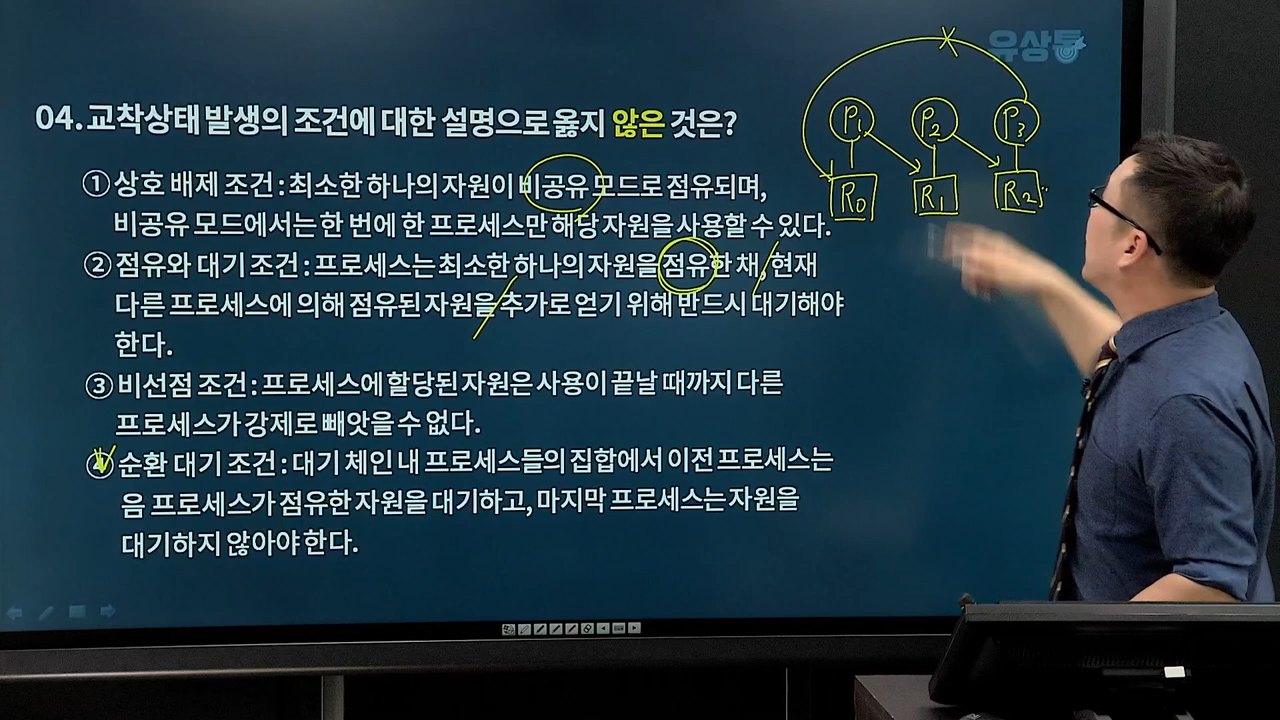 유상통
04. 교착상태 발생의 조건에 대한 설명으로 옳지 않은 것은?
① 상호 배제 조건 : 최소한 하나의 자원이 비공유 모드로 점유되며,
비공유 모드에서는 한 번에 한 프로세스만 해당 자원을 사용할 수 있다.
② 점유와 대기 조건 : 프로세스는 최소한 하나의 자원을 점유한 채, 현재
다른 프로세스에 의해 점유된 자원을 추가로 얻기 위해 반드시 대기해야
한다.
③ 비선점 조건 : 프로세스에 할당된 자원은 사용이 끝날 때까지 다른
프로세스가 강제로 빼앗을 수 없다.
④ 순환 대기 조건 : 대기 체인 내 프로세스들의 집합에서 이전 프로세스는
음 프로세스가 점유한 자원을 대기하고, 마지막 프로세스는 자원을
대기하지 않아야 한다.
P1 P2 P3
R0 R1 R2